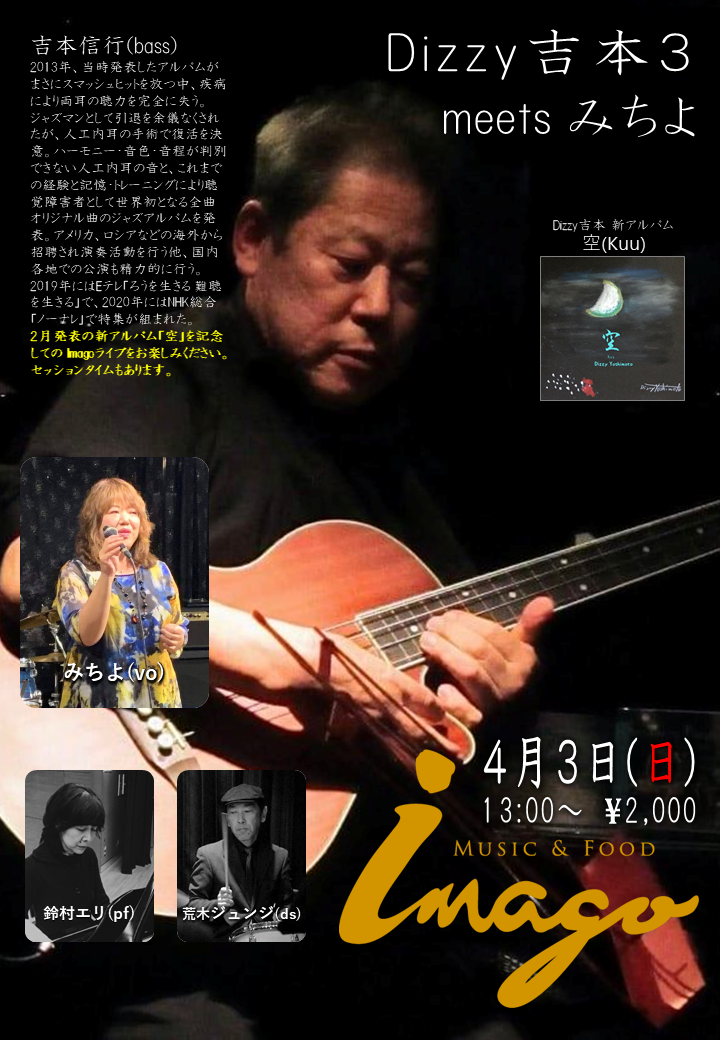 吉本信行(bass)
2013年、当時発表したアルバムが
まさにスマッシュヒットを放つ中、疾病
により両耳の聴力を完全に失う。
ジャズマンとして引退を余儀なくされ
たが、人工内耳の手術で復活を決
意。ハーモニー・音色・音程が判別
できない人工内耳の音と、これまで
の経験と記憶・トレーニングにより聴
覚障害者として世界初となる全曲
オリジナル曲のジャズアルバムを発
表。アメリカ、ロシアなどの海外から
招聘され演奏活動を行う他、国内
各地での公演も精力的に行う。
2019年にはEテレ「ろうを生きる 難聴
を生きる」で、2020年にはNHK総合
「ノーナレ」で特集が組まれた。
2月発表の新アルバム「空」を記念
してのImagoライブをお楽しみください。
セッションタイムもあります。
Dizzy吉本3
meets みちよ
Dizzy吉本 新アルバム
空(Kuu)
空
Dizzy Yoshimoto
みちよ(vo)
鈴村エリ(pf)
荒木ジュンジ(ds)
4月3日(日)
13:00～ ¥2,000
MUSIC & FOOD
imago